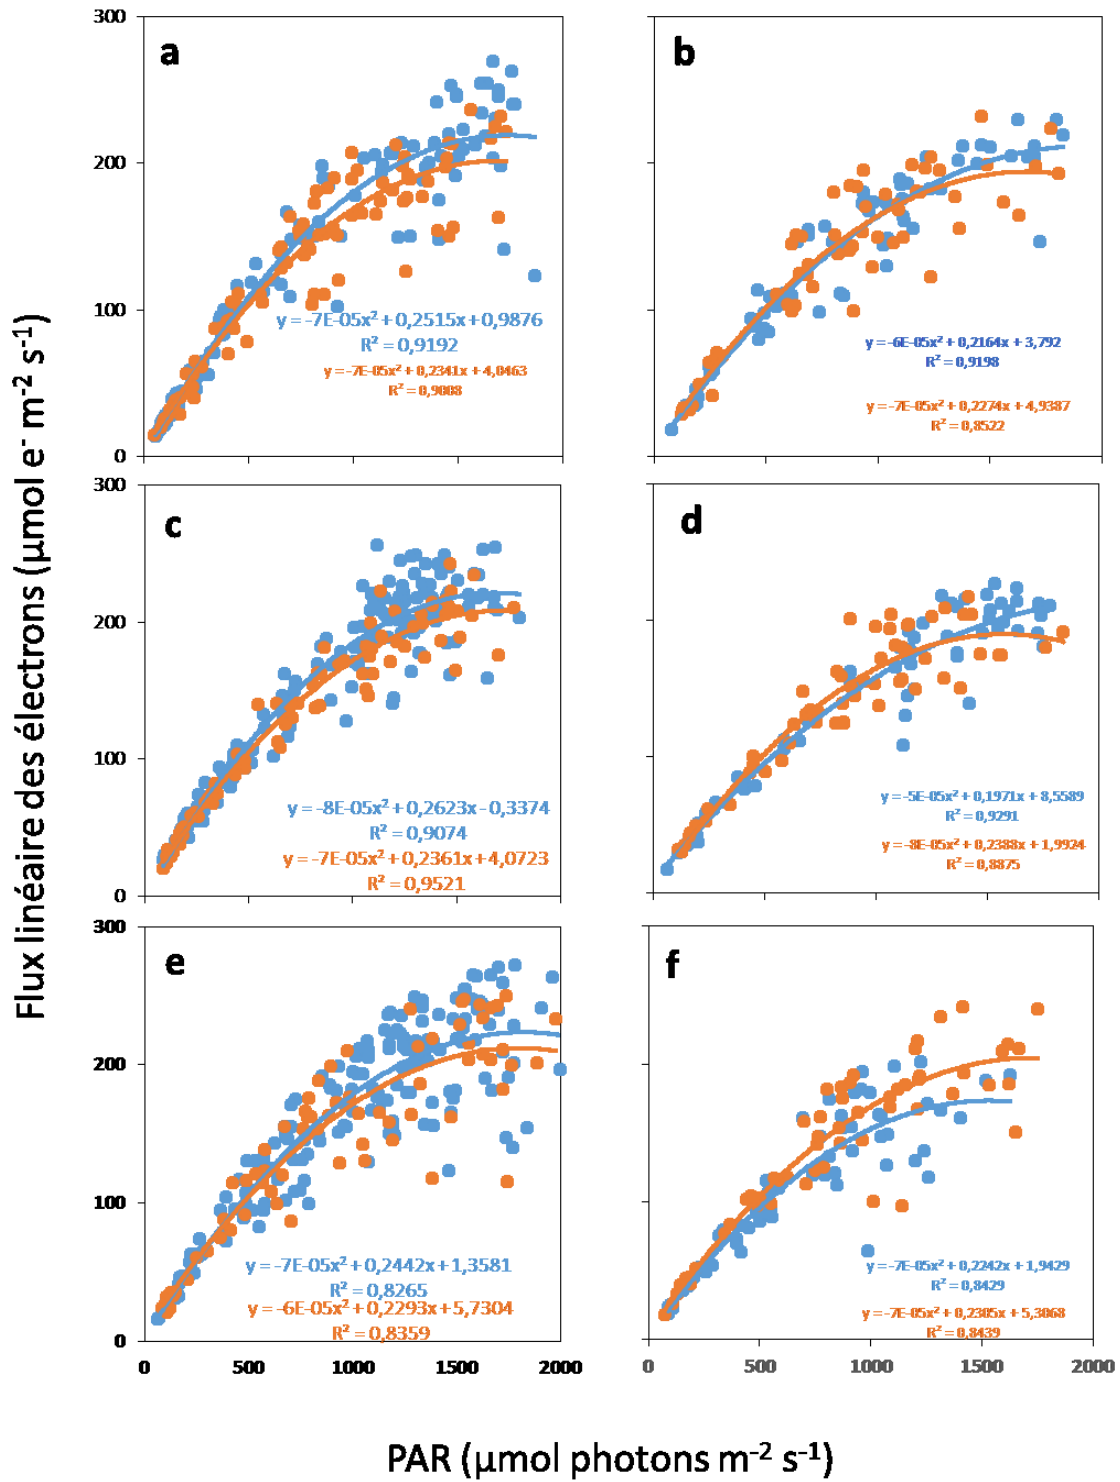 Flux linéaire des électrons (µmol e⁻ m⁻² s⁻¹)
300
200
100
0
a
y = -7E-05x² + 0,2515x + 0,9876
R² = 0,9192
y = -7E-05x² + 0,2341x + 4,0463
R² = 0,9008
b
y = -6E-05x² + 0,2164x + 3,792
R² = 0,9198
y = -7E-05x² + 0,2274x + 4,9387
R² = 0,8522
300
200
100
0
c
y = -8E-05x² + 0,2623x - 0,3374
R² = 0,9074
y = -7E-05x² + 0,2361x + 4,0723
R² = 0,9521
d
y = -5E-05x² + 0,1971x + 8,5589
R² = 0,9291
y = -8E-05x² + 0,2388x + 1,9924
R² = 0,8875
300
200
100
0
e
y = -7E-05x² + 0,2442x + 1,3581
R² = 0,8265
y = -6E-05x² + 0,2293x + 5,7304
R² = 0,8359
0 500 1000 1500 2000
f
y = -7E-05x² + 0,2242x + 1,9429
R² = 0,8429
y = -7E-05x² + 0,2305x + 5,3068
R² = 0,8439
0 500 1000 1500 2000
PAR (µmol photons m⁻² s⁻¹)